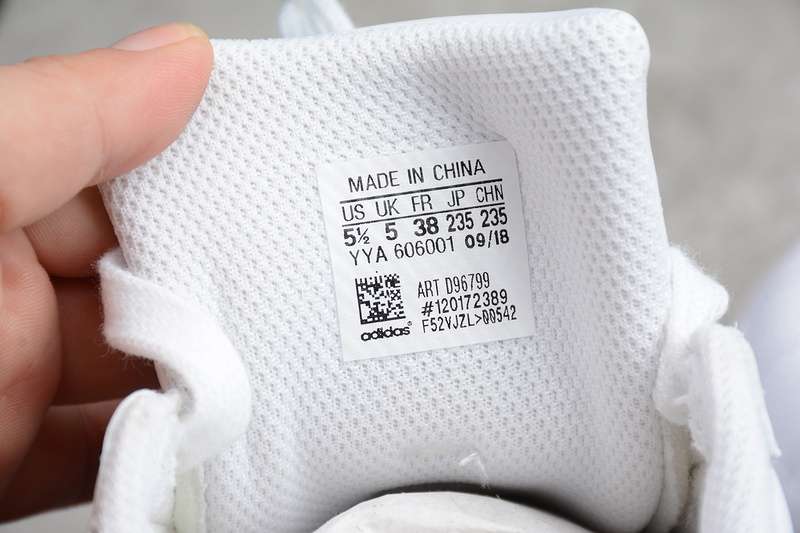 MADE IN CHINA
US UK FR JP CHN
5½ 5 38 235 235
YYA 606001 09/18
ART D96799
#120172389
F52VJZL>00542
adidas®